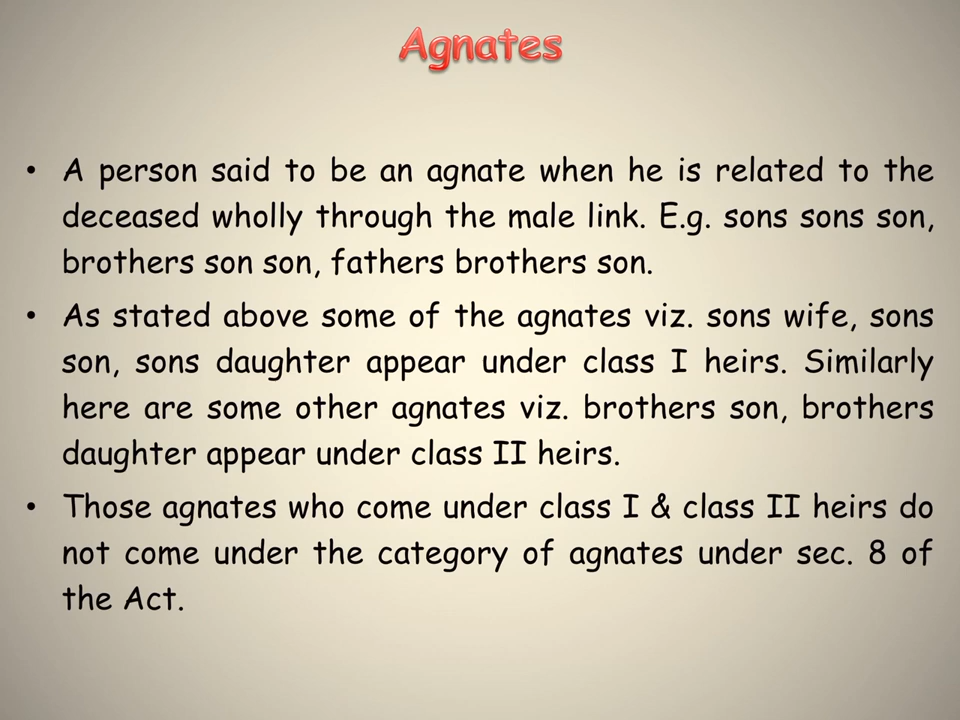 Agnates
• A person said to be an agnate when he is related to the
deceased wholly through the male link. E.g. sons sons son,
brothers son son, fathers brothers son.
• As stated above some of the agnates viz. sons wife, sons
son, sons daughter appear under class I heirs. Similarly
here are some other agnates viz. brothers son, brothers
daughter appear under class II heirs.
• Those agnates who come under class I & class II heirs do
not come under the category of agnates under sec. 8 of
the Act.